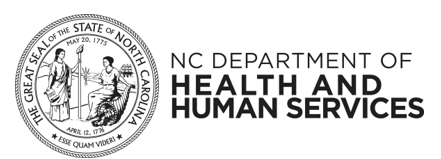 THE GREAT SEAL OF THE STATE OF NORTH CAROLINA
MAY 20, 1775
APRIL 12, 1776
★ ESSE QUAM VIDERI ★
NC DEPARTMENT OF
HEALTH AND
HUMAN SERVICES